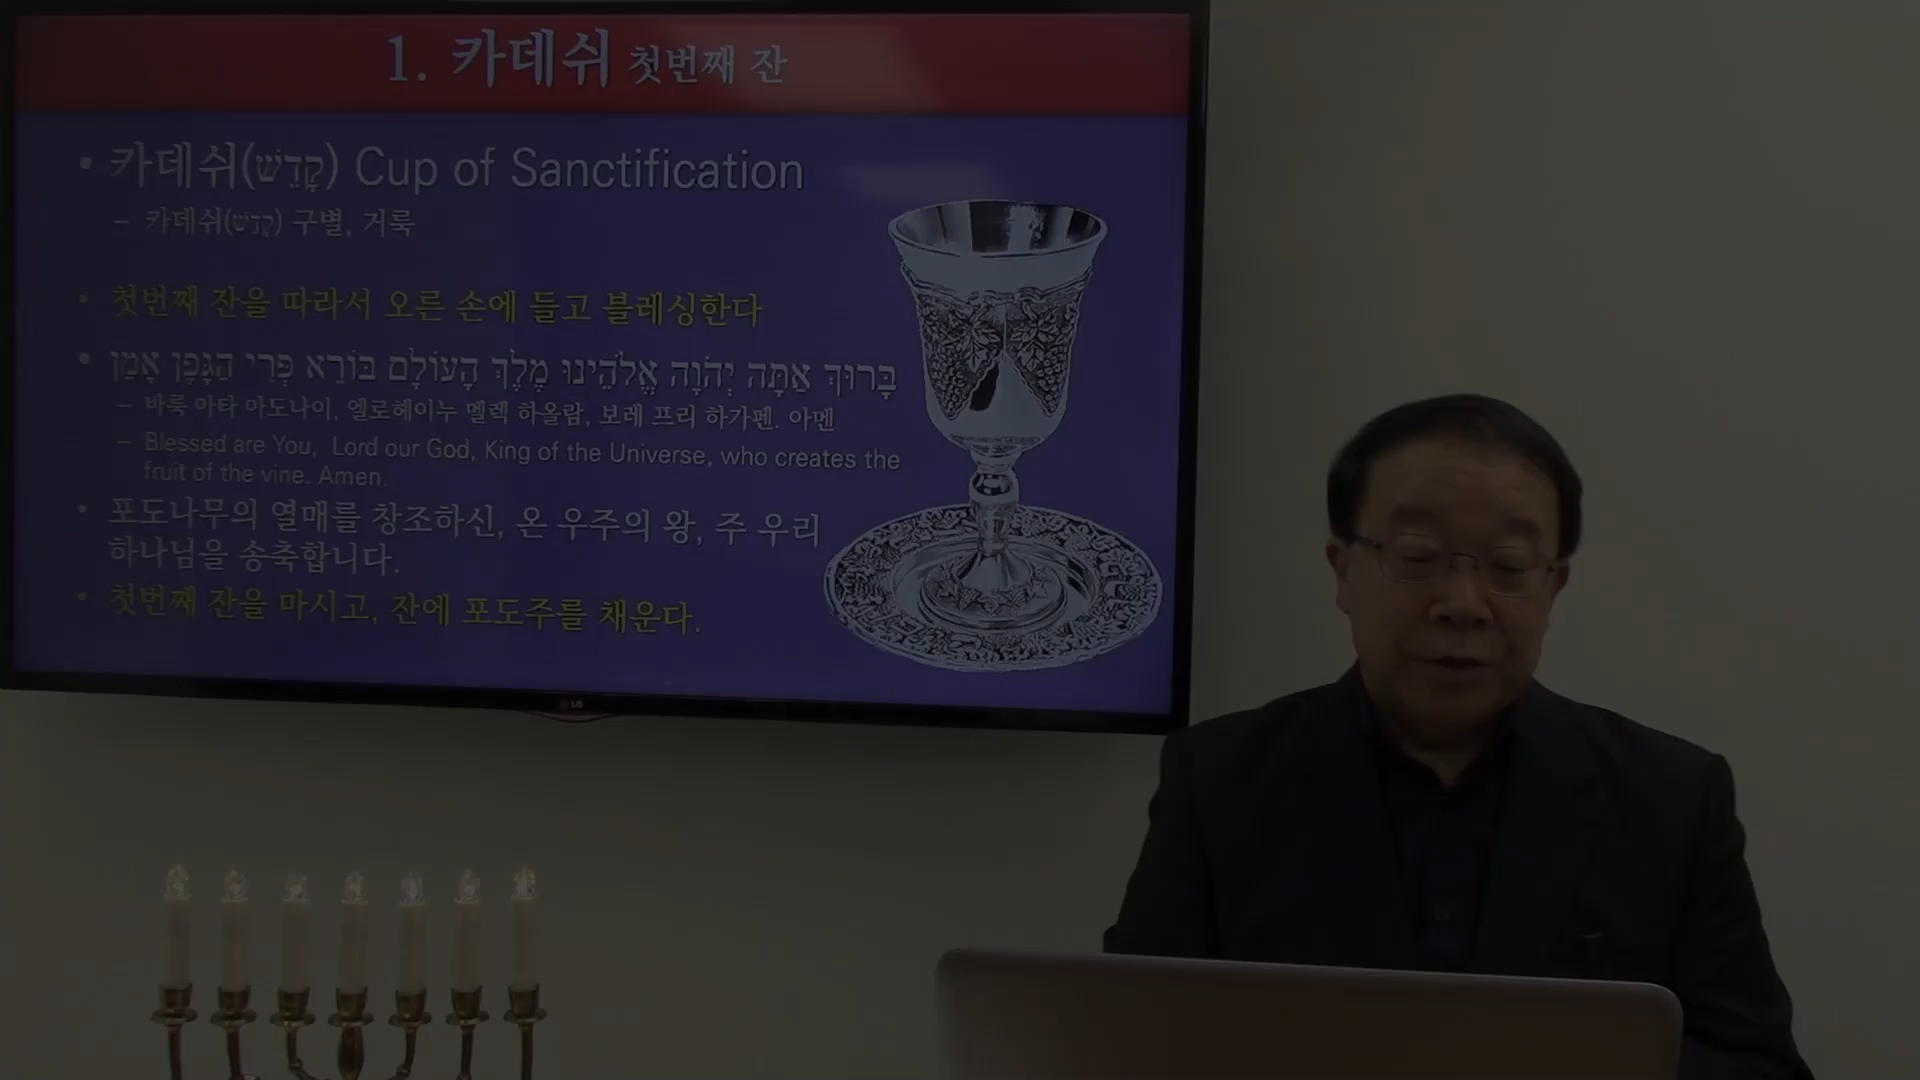 1. 카데쉬 첫번째 잔
• 카데쉬(קָדֵשׁ) Cup of Sanctification
– 카데쉬(קָדֵשׁ) 구별, 거룩
• 첫번째 잔을 따라서 오른 손에 들고 블레싱한다
• בָּרוּךְ אַתָּה יְהֹוָה אֱלֹהֵינוּ מֶלֶךְ הָעוֹלָם בּוֹרֵא פְּרִי הַגָּפֶן אָמֵן
– 바룩 아타 아도나이, 엘로헤이누 멜렉 하올람, 보레 프리 하가펜. 아멘
– Blessed are You, Lord our God, King of the Universe, who creates the
fruit of the vine. Amen.
• 포도나무의 열매를 창조하신, 온 우주의 왕, 주 우리
하나님을 송축합니다.
• 첫번째 잔을 마시고, 잔에 포도주를 채운다.
LG